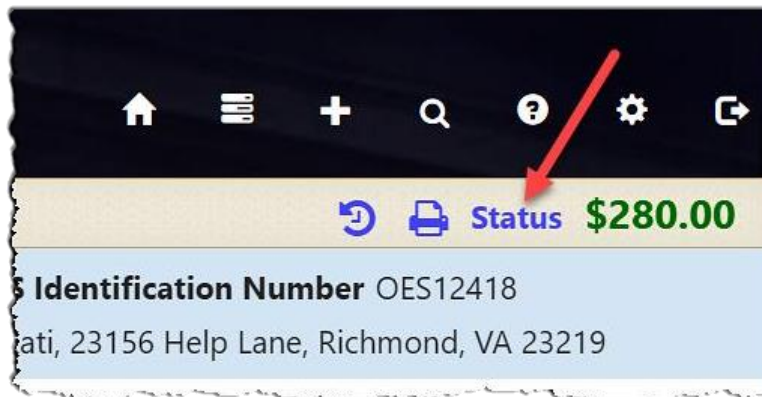 Status $280.00
Identification Number OES12418
23156 Help Lane, Richmond, VA 23219